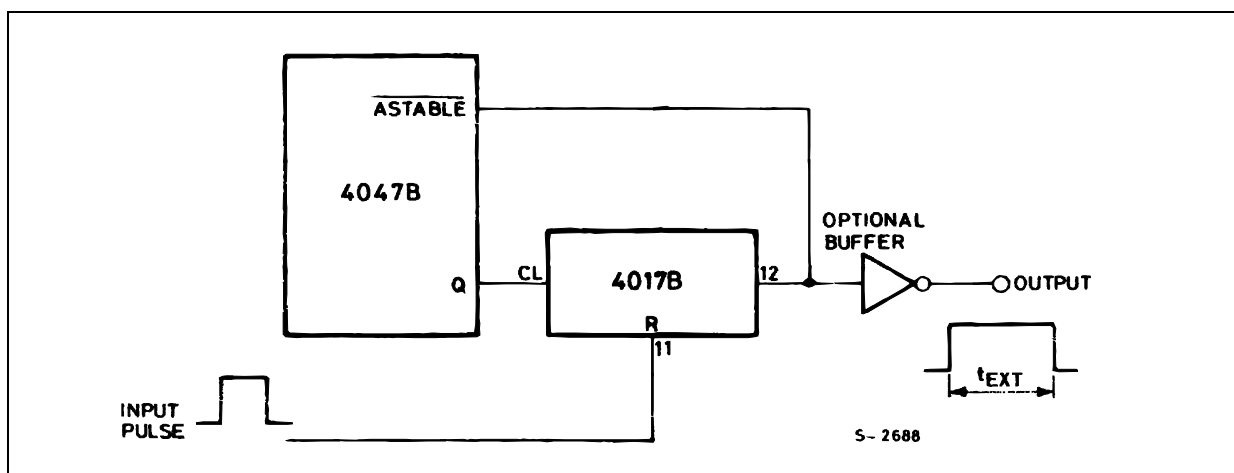 ASTABLE
4047B
OPTIONAL
BUFFER
Q
CL
4017B
12
OUTPUT
R
11
tEXT
INPUT
PULSE
S-2688